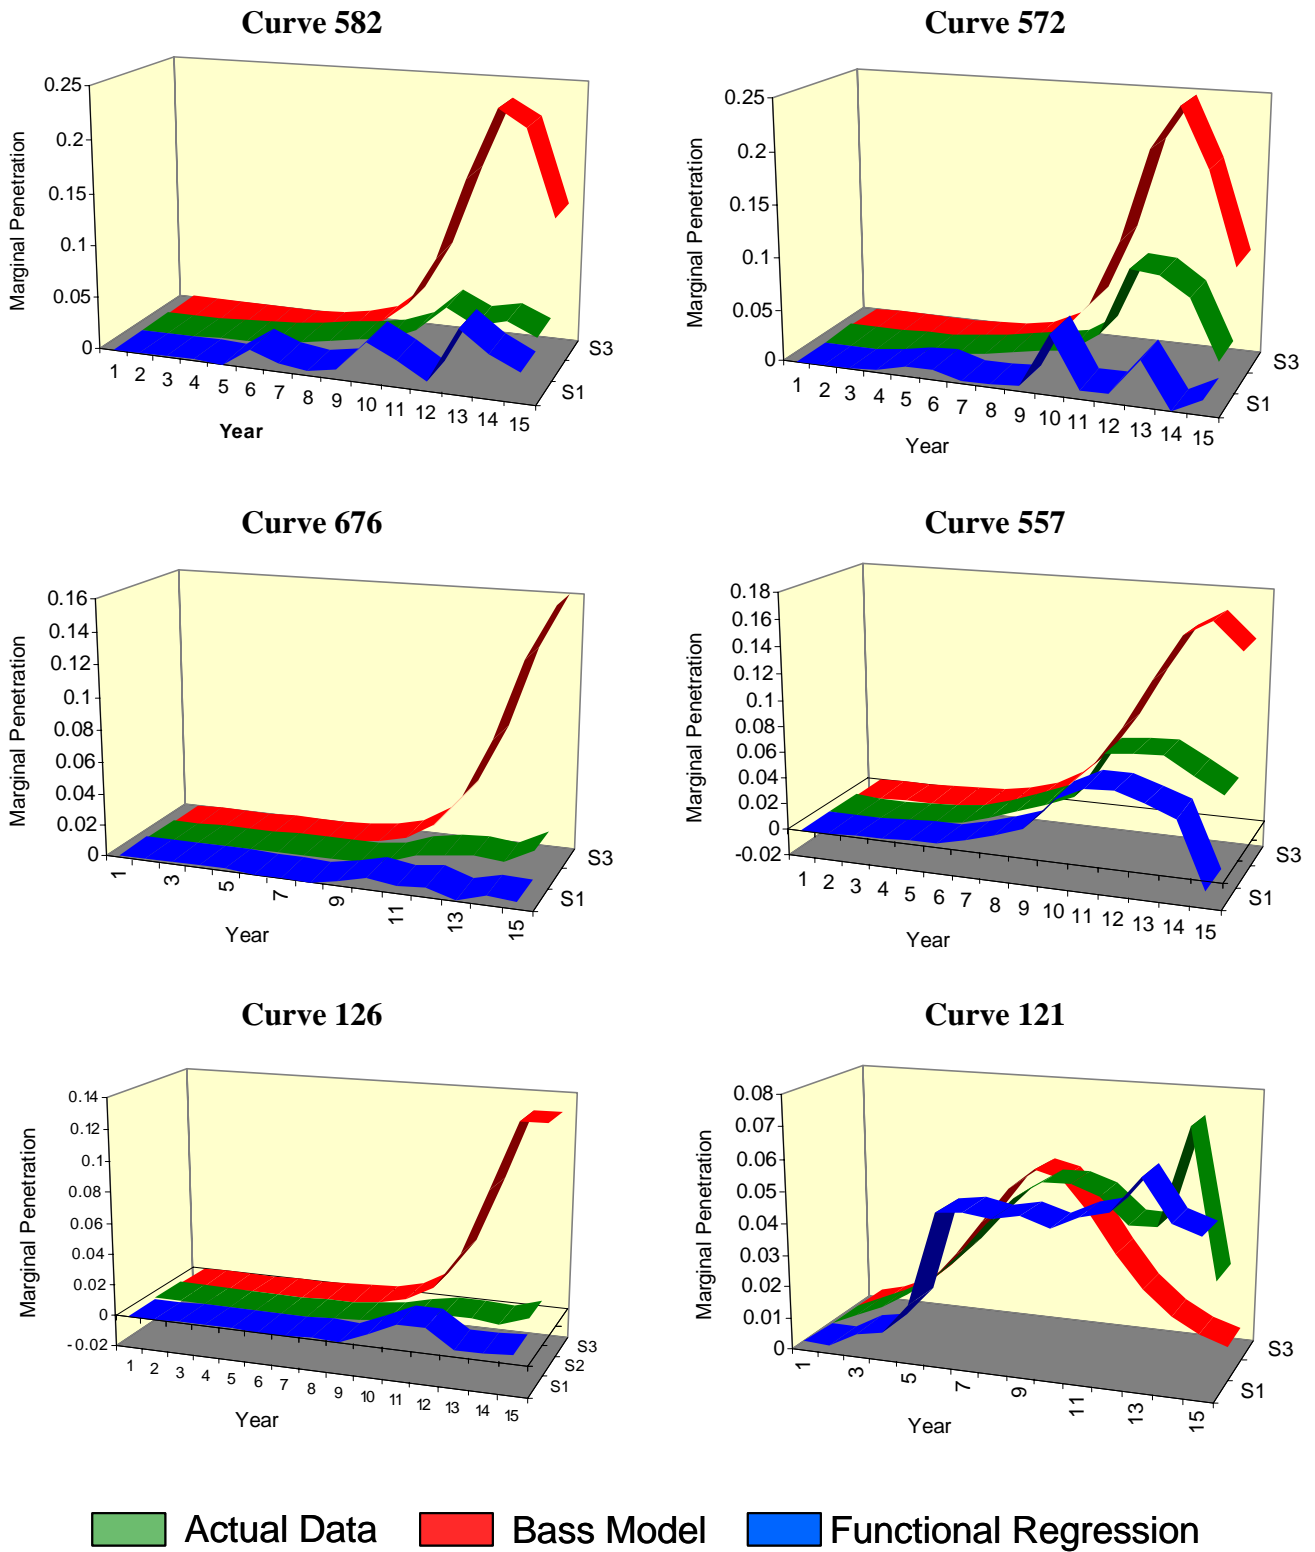 Curve 582
Marginal Penetration
0.25
0.2
0.15
0.1
0.05
0
1 2 3 4 5 6 7 8 9 10 11 12 13 14 15
S3
S1
Year
Curve 572
Marginal Penetration
0.25
0.2
0.15
0.1
0.05
0
1 2 3 4 5 6 7 8 9 10 11 12 13 14 15
S3
S1
Year
Curve 676
Marginal Penetration
0.16
0.14
0.12
0.1
0.08
0.06
0.04
0.02
0
1 3 5 7 9 11 13 15
S3
S1
Year
Curve 557
Marginal Penetration
0.18
0.16
0.14
0.12
0.1
0.08
0.06
0.04
0.02
0
-0.02
1 2 3 4 5 6 7 8 9 10 11 12 13 14 15
S3
S1
Year
Curve 126
Marginal Penetration
0.14
0.12
0.1
0.08
0.06
0.04
0.02
0
-0.02
1 2 3 4 5 6 7 8 9 10 11 12 13 14 15
S3
S2
S1
Year
Curve 121
Marginal Penetration
0.08
0.07
0.06
0.05
0.04
0.03
0.02
0.01
0
1 3 5 7 9 11 13 15
S3
S1
Year
Actual Data Bass Model Functional Regression